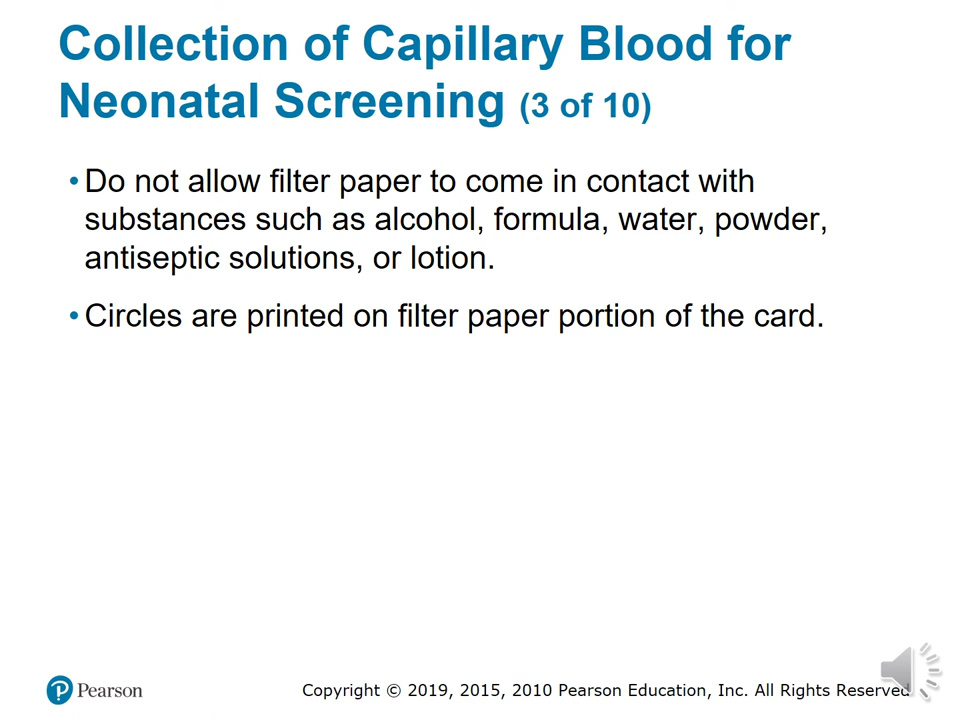 Collection of Capillary Blood for
Neonatal Screening (3 of 10)
• Do not allow filter paper to come in contact with
substances such as alcohol, formula, water, powder,
antiseptic solutions, or lotion.
• Circles are printed on filter paper portion of the card.
P Pearson
Copyright © 2019, 2015, 2010 Pearson Education, Inc. All Rights Reserved